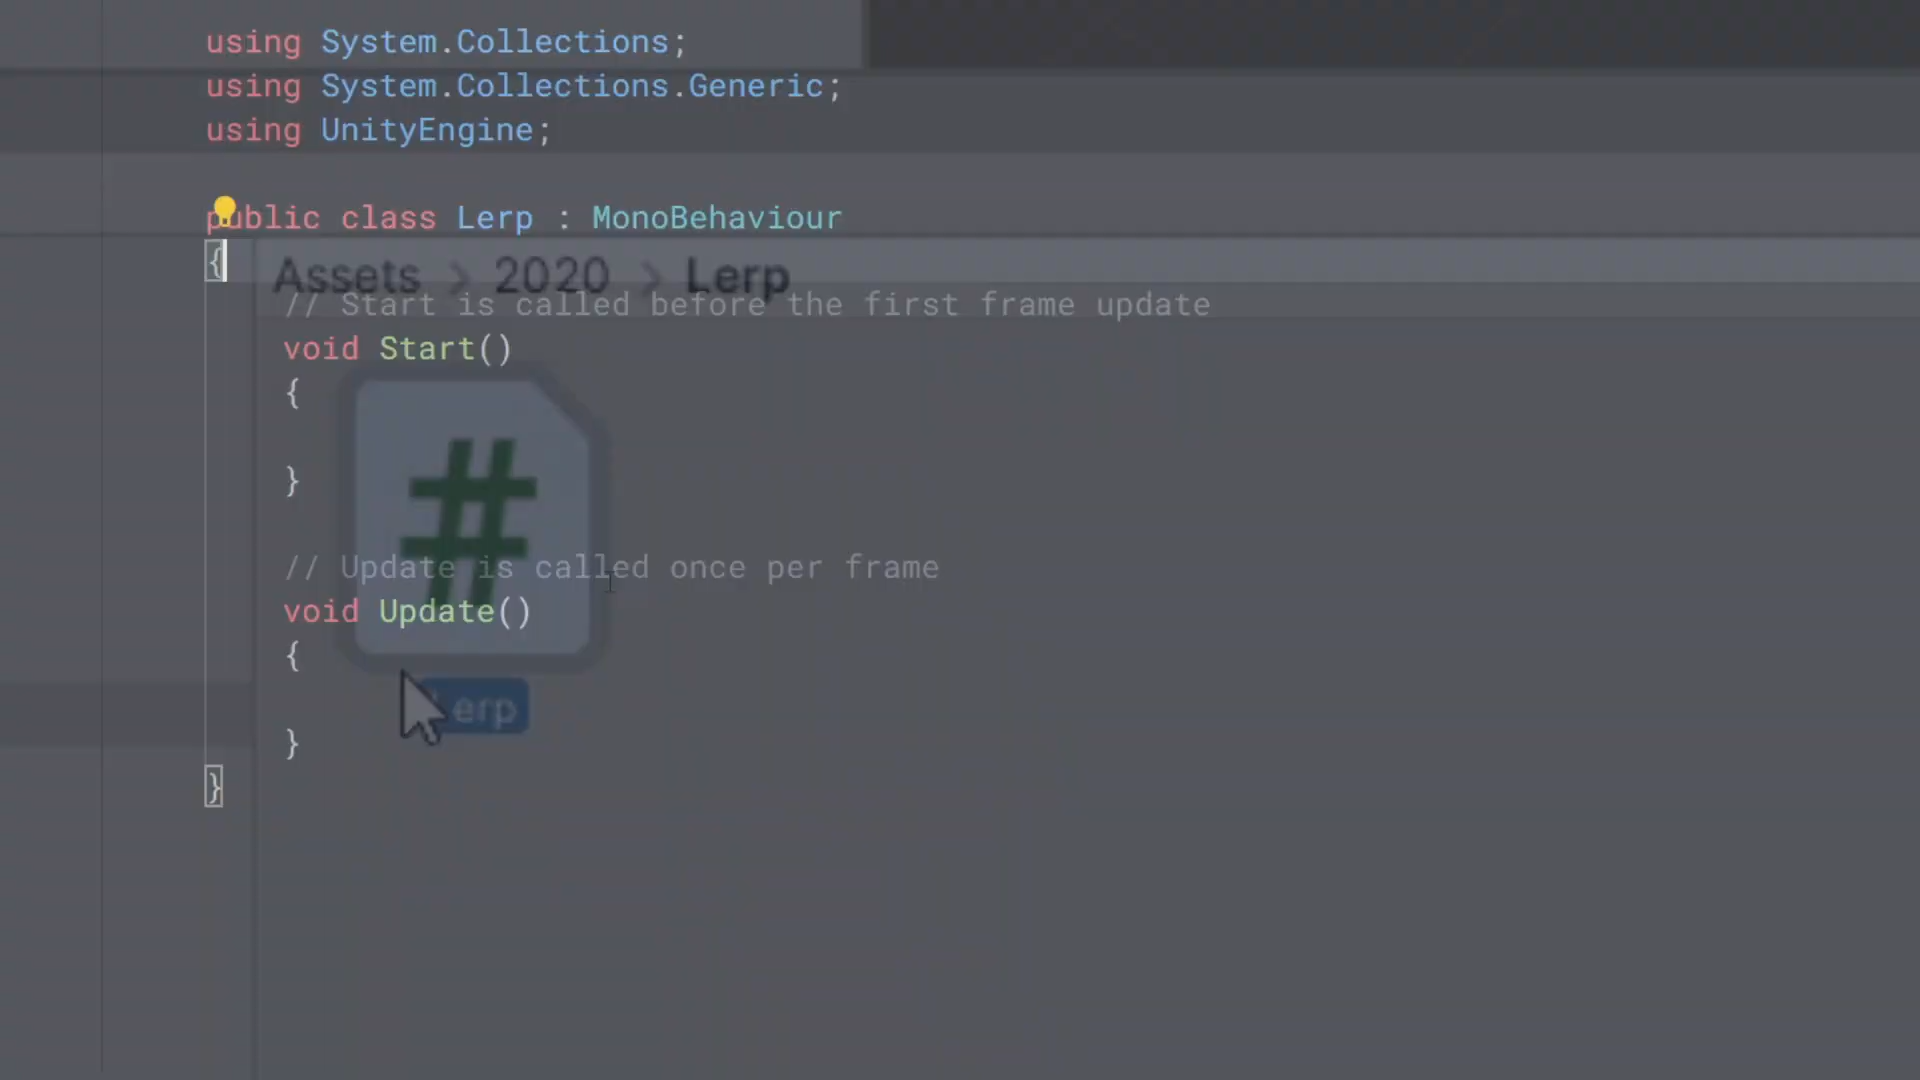 using System.Collections;
using System.Collections.Generic;
using UnityEngine;
public class Lerp : MonoBehaviour
{
Assets > 2020 > Lerp
// Start is called before the first frame update
void Start()
{
}
#
// Update is called once per frame
void Update()
{
Lerp
}
}